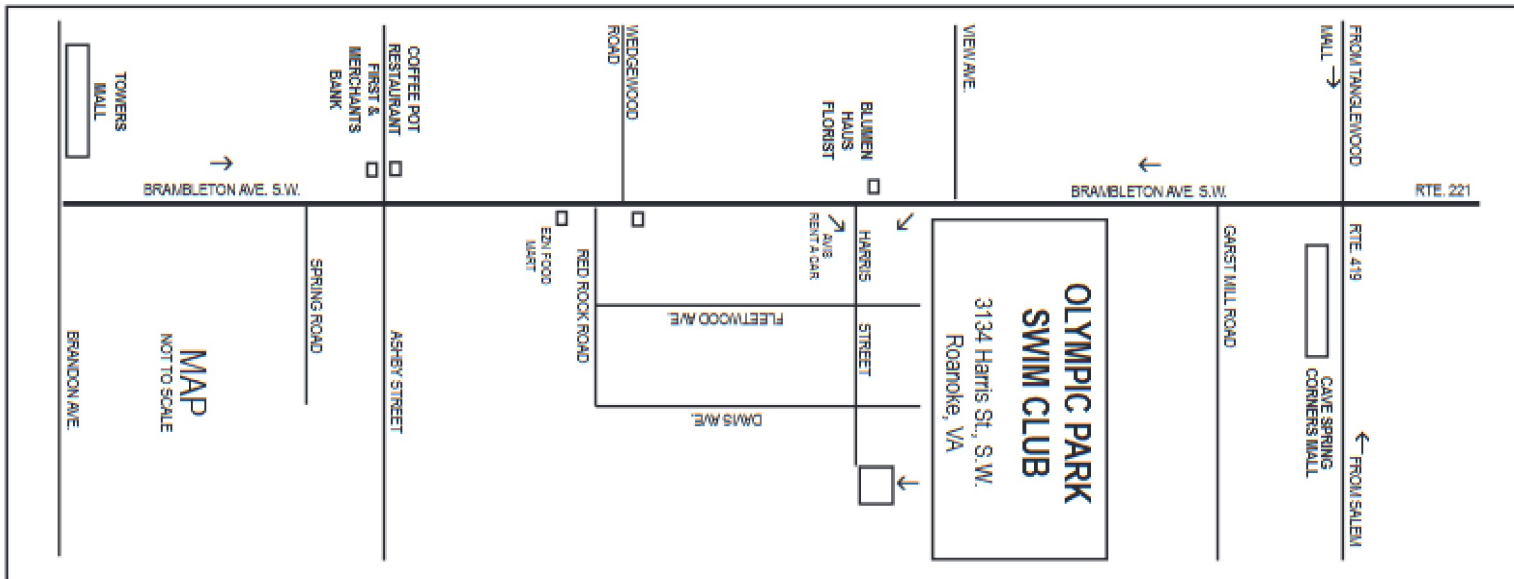 FROM TANGLEWOOD
MALL →
RTE. 221
BRAMBLETON AVE. S.W.
RTE. 419
CAVE SPRING
CORNERS MALL
← FROM SALEM
GARST MILL ROAD
VIEW AVE.
OLYMPIC PARK
SWIM CLUB
3134 Harris St., S.W.
Roanoke, VA
BLUMEN
HAUS
FLORIST
HARRIS
STREET
AVIS
RENT A CAR
WEDGEWOOD
ROAD
FLEETWOOD AVE.
DAVIS AVE.
RED ROCK ROAD
EZN FOOD
MART
COFFEE POT
RESTAURANT
FIRST &
MERCHANTS
BANK
ASHBY STREET
BRAMBLETON AVE. S.W.
SPRING ROAD
TOWERS
MALL
MAP
NOT TO SCALE
BRANDON AVE.